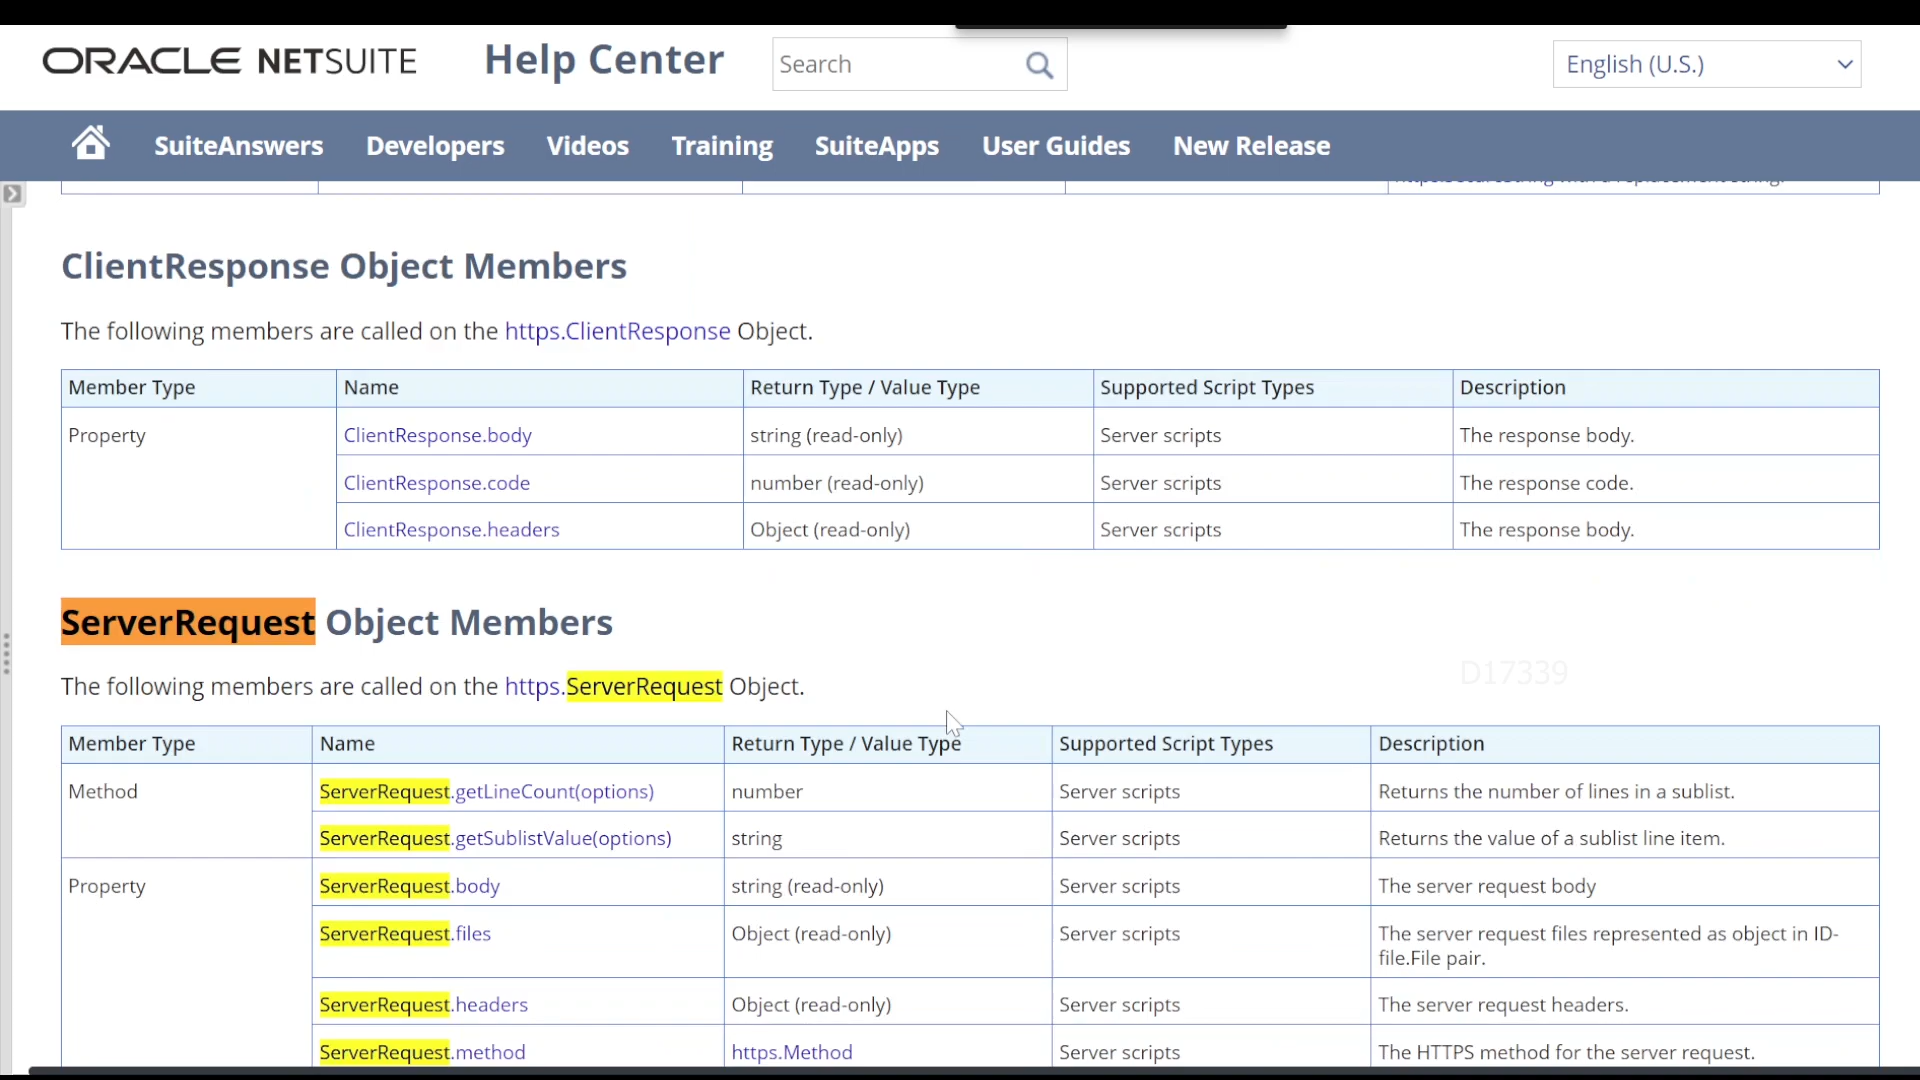 ORACLE NETSUITE Help Center Search English (U.S.)
SuiteAnswers Developers Videos Training SuiteApps User Guides New Release
ClientResponse Object Members
The following members are called on the https.ClientResponse Object.
Member Type Name Return Type / Value Type Supported Script Types Description
Property ClientResponse.body string (read-only) Server scripts The response body.
ClientResponse.code number (read-only) Server scripts The response code.
ClientResponse.headers Object (read-only) Server scripts The response body.
ServerRequest Object Members
D17339
The following members are called on the https.ServerRequest Object.
Member Type Name Return Type / Value Type Supported Script Types Description
Method ServerRequest.getLineCount(options) number Server scripts Returns the number of lines in a sublist.
ServerRequest.getSublistValue(options) string Server scripts Returns the value of a sublist line item.
Property ServerRequest.body string (read-only) Server scripts The server request body
ServerRequest.files Object (read-only) Server scripts The server request files represented as object in ID-
file.File pair.
ServerRequest.headers Object (read-only) Server scripts The server request headers.
ServerRequest.method https.Method Server scripts The HTTPS method for the server request.